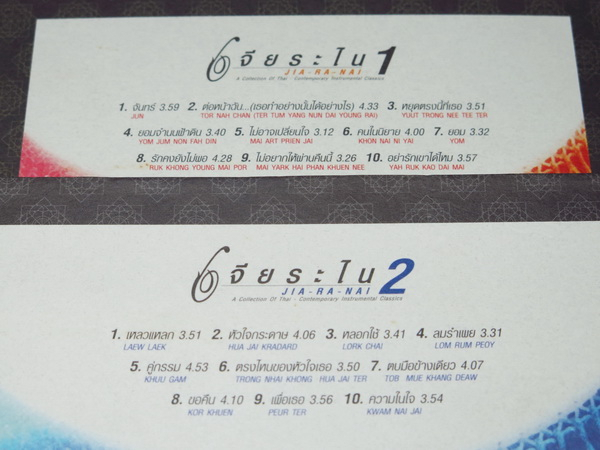 เจียระไน 1
JIA-RA-NAI
A Collection Of Thai - Contemporary Instrumental Classics
1. จันทร์ 3.59 2. ต่อหน้าฉัน...(เธอทำอย่างนั้นได้อย่างไร) 4.33 3. หยุดตรงนี้ที่เธอ 3.51
JUN TOR NAH CHAN (TER TUM YANG NUN DAI YOUNG RAI) YUUT TRONG NEE TEE TER
4. ยอมจำนนฟ้าดิน 3.40 5. ไม่อาจเปลี่ยนใจ 3.12 6. คนในนิยาย 4.00 7. ยอม 3.32
YOM JUM NON FAH DIN MAI ART PRIEN JAI KHON NAI NI YAI YOM
8. รักคงยังไม่พอ 4.28 9. ไม่อยากให้ผ่านคืนนี้ 3.26 10. อย่ารักเขาได้ไหม 3.57
RUK KHONG YOUNG MAI POR MAI YARK HAI PHAN KHUEN NEE YAH RUK KAO DAI MAI
เจียระไน 2
JIA-RA-NAI
A Collection Of Thai - Contemporary Instrumental Classics
1. เหลวแหลก 3.51 2. หัวใจกระดาษ 4.06 3. หลอกใช้ 3.41 4. ลมรำเพย 3.31
LAEW LAEK HUA JAI KRADARD LORK CHAI LOM RUM PEOY
5. คู่กรรม 4.53 6. ตรงไหนของหัวใจเธอ 3.50 7. ตบมือข้างเดียว 4.07
KHUU GAM TRONG NHAI KHONG HUA JAI TER TOB MUE KHANG DEAW
8. ขอคืน 4.10 9. เพื่อเธอ 3.56 10. ความในใจ 3.54
KOR KHUEN PEUR TER KWAM NAI JAI